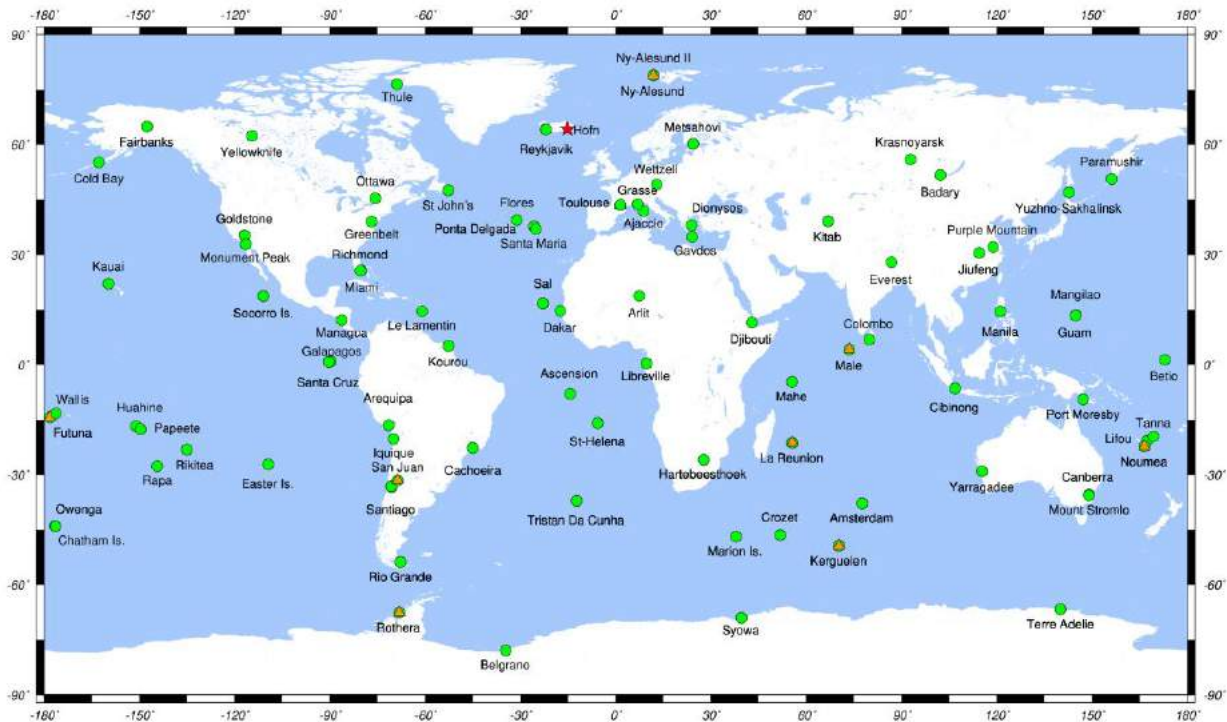 -180° -150° -120° -90° -60° -30° 0° 30° 60° 90° 120° 150° 180°
90° 90°
Ny-Alesund II
Ny-Alesund
Thule
Hofn
Metsahovi
Krasnoyarsk
Fairbanks
Reykjavik
Paramushir
60° 60°
Yellowknife
Wettzell
Cold Bay
Badary
Ottawa
Grasse
Toulouse
St John's
Flores
Dionysos
Yuzhno-Sakhalinsk
Goldstone
Ponta Delgada
Ajaccio
Kitab
Purple Mountain
Greenbelt
Santa Maria
Gavdos
Richmond
Monument Peak
Jiufeng
30° 30°
Kauai
Everest
Miami
Sal
Mangilao
Socorro Is.
Arlit
Managua
Le Lamentin
Dakar
Djibouti
Colombo
Manila
Guam
Galapagos
Kourou
Male
0° 0°
Santa Cruz
Ascension
Libreville
Betio
Arequipa
Mahe
Cibinong
Wallis
Huahine
Port Moresby
Futuna
Papeete
Tanna
Iquique
St-Helena
Lifou
Rikitea
San Juan
Cachoeira
La Reunion
Noumea
Rapa
Easter Is.
Hartebeesthoek
-30° -30°
Yarragadee
Canberra
Owenga
Santiago
Crozet
Amsterdam
Mount Stromlo
Tristan Da Cunha
Chatham Is.
Marion Is.
Kerguelen
Rio Grande
-60° -60°
Rothera
Syowa
Terre Adelie
Belgrano
-90° -90°
-180° -150° -120° -90° -60° -30° 0° 30° 60° 90° 120° 150° 180°